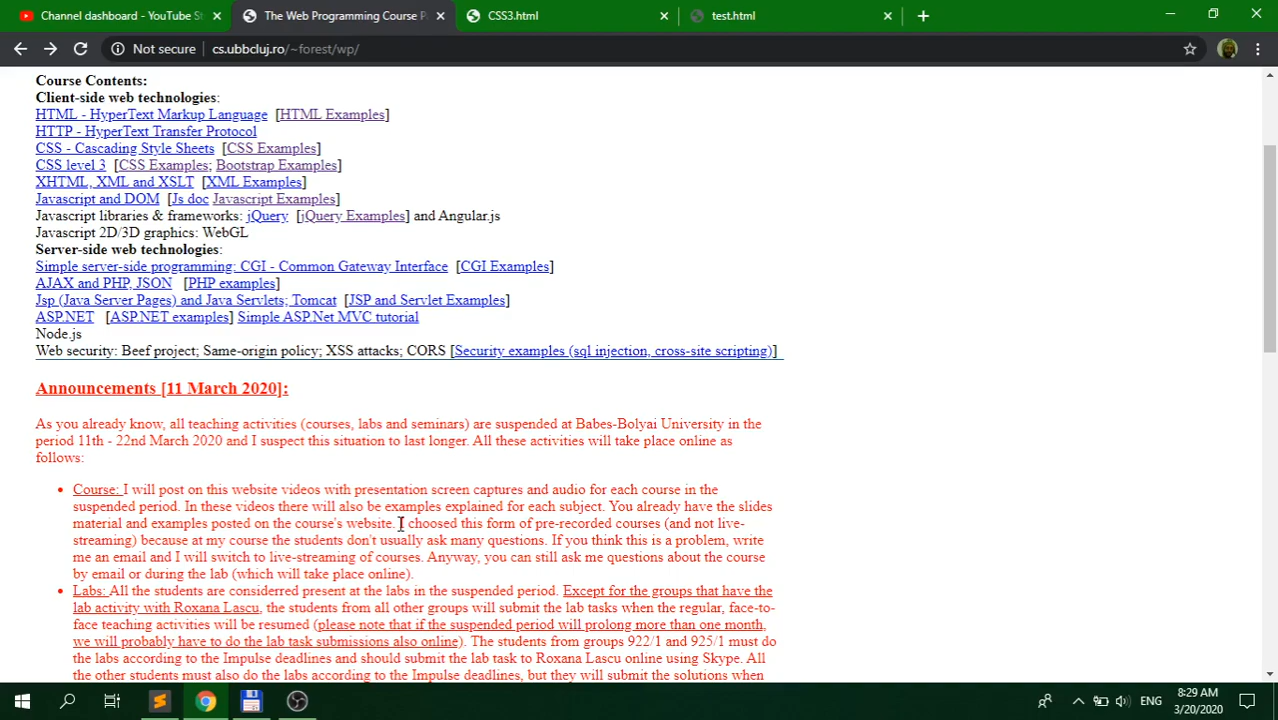 Channel dashboard - YouTube S
The Web Programming Course P
CSS3.html
test.html
Not secure
cs.ubbcluj.ro/~forest/wp/
Course Contents:
Client-side web technologies:
HTML - HyperText Markup Language [HTML Examples]
HTTP - HyperText Transfer Protocol
CSS - Cascading Style Sheets [CSS Examples]
CSS level 3 [CSS Examples; Bootstrap Examples]
XHTML, XML and XSLT [XML Examples]
Javascript and DOM [Js doc Javascript Examples]
Javascript libraries & frameworks: jQuery [jQuery Examples] and Angular.js
Javascript 2D/3D graphics: WebGL
Server-side web technologies:
Simple server-side programming: CGI - Common Gateway Interface [CGI Examples]
AJAX and PHP, JSON [PHP examples]
Jsp (Java Server Pages) and Java Servlets; Tomcat [JSP and Servlet Examples]
ASP.NET [ASP.NET examples] Simple ASP.Net MVC tutorial
Node.js
Web security: Beef project; Same-origin policy; XSS attacks; CORS [Security examples (sql injection, cross-site scripting)]
Announcements [11 March 2020]:
As you already know, all teaching activities (courses, labs and seminars) are suspended at Babes-Bolyai University in the
period 11th - 22nd March 2020 and I suspect this situation to last longer. All these activities will take place online as
follows:
Course: I will post on this website videos with presentation screen captures and audio for each course in the
suspended period. In these videos there will also be examples explained for each subject. You already have the slides
material and examples posted on the course's website. I choosed this form of pre-recorded courses (and not live-
streaming) because at my course the students don't usually ask many questions. If you think this is a problem, write
me an email and I will switch to live-streaming of courses. Anyway, you can still ask me questions about the course
by email or during the lab (which will take place online).
Labs: All the students are considerred present at the labs in the suspended period. Except for the groups that have the
lab activity with Roxana Lascu, the students from all other groups will submit the lab tasks when the regular, face-to-
face teaching activities will be resumed (please note that if the suspended period will prolong more than one month,
we will probably have to do the lab task submissions also online). The students from groups 922/1 and 925/1 must do
the labs according to the Impulse deadlines and should submit the lab task to Roxana Lascu online using Skype. All
the other students must also do the labs according to the Impulse deadlines, but they will submit the solutions when
ENG
8:29 AM
3/20/2020